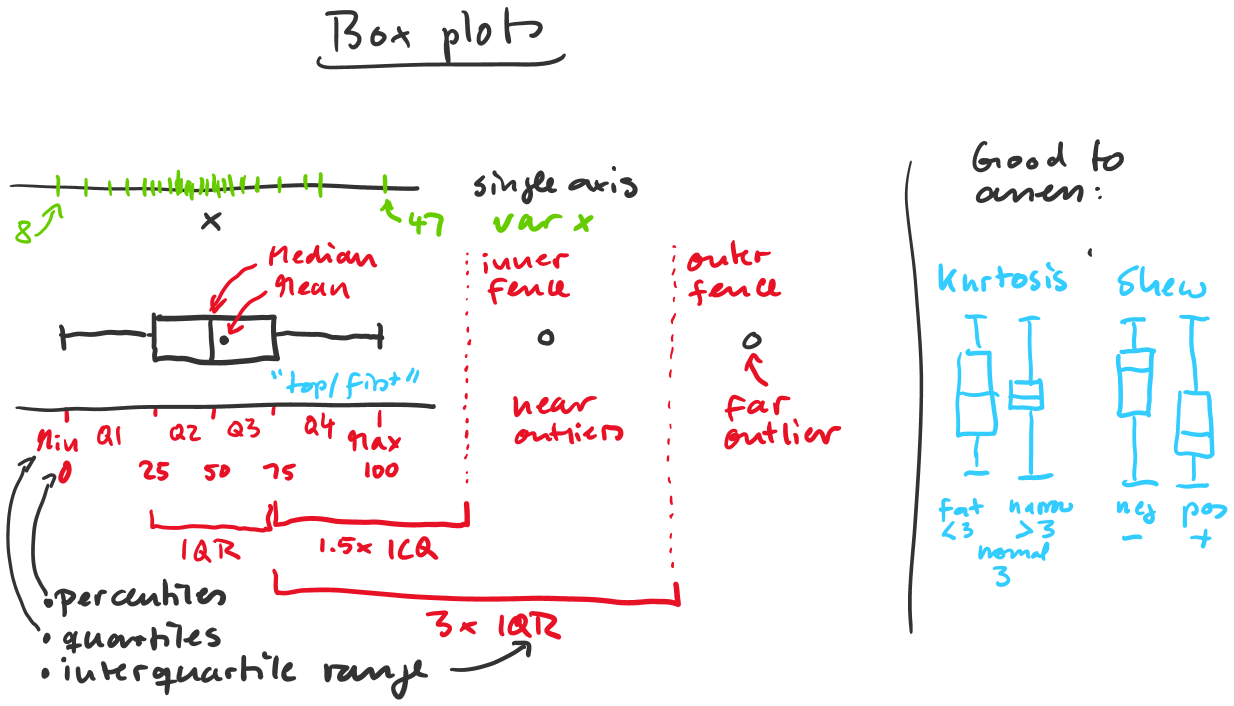 Box plots
single axis
var x
8
x
47
Median
Mean
inner
fence
outer
fence
"top/first"
near
outliers
far
outlier
Min Q1 Q2 Q3 Q4 Max
0 25 50 75 100
IQR
1.5x ICQ
3x IQR
• percentiles
• quartiles
• interquartile range
Good to
Kurtosis
fat
<3
narrow
>3
normal
3
Skew
neg
-
pos
+